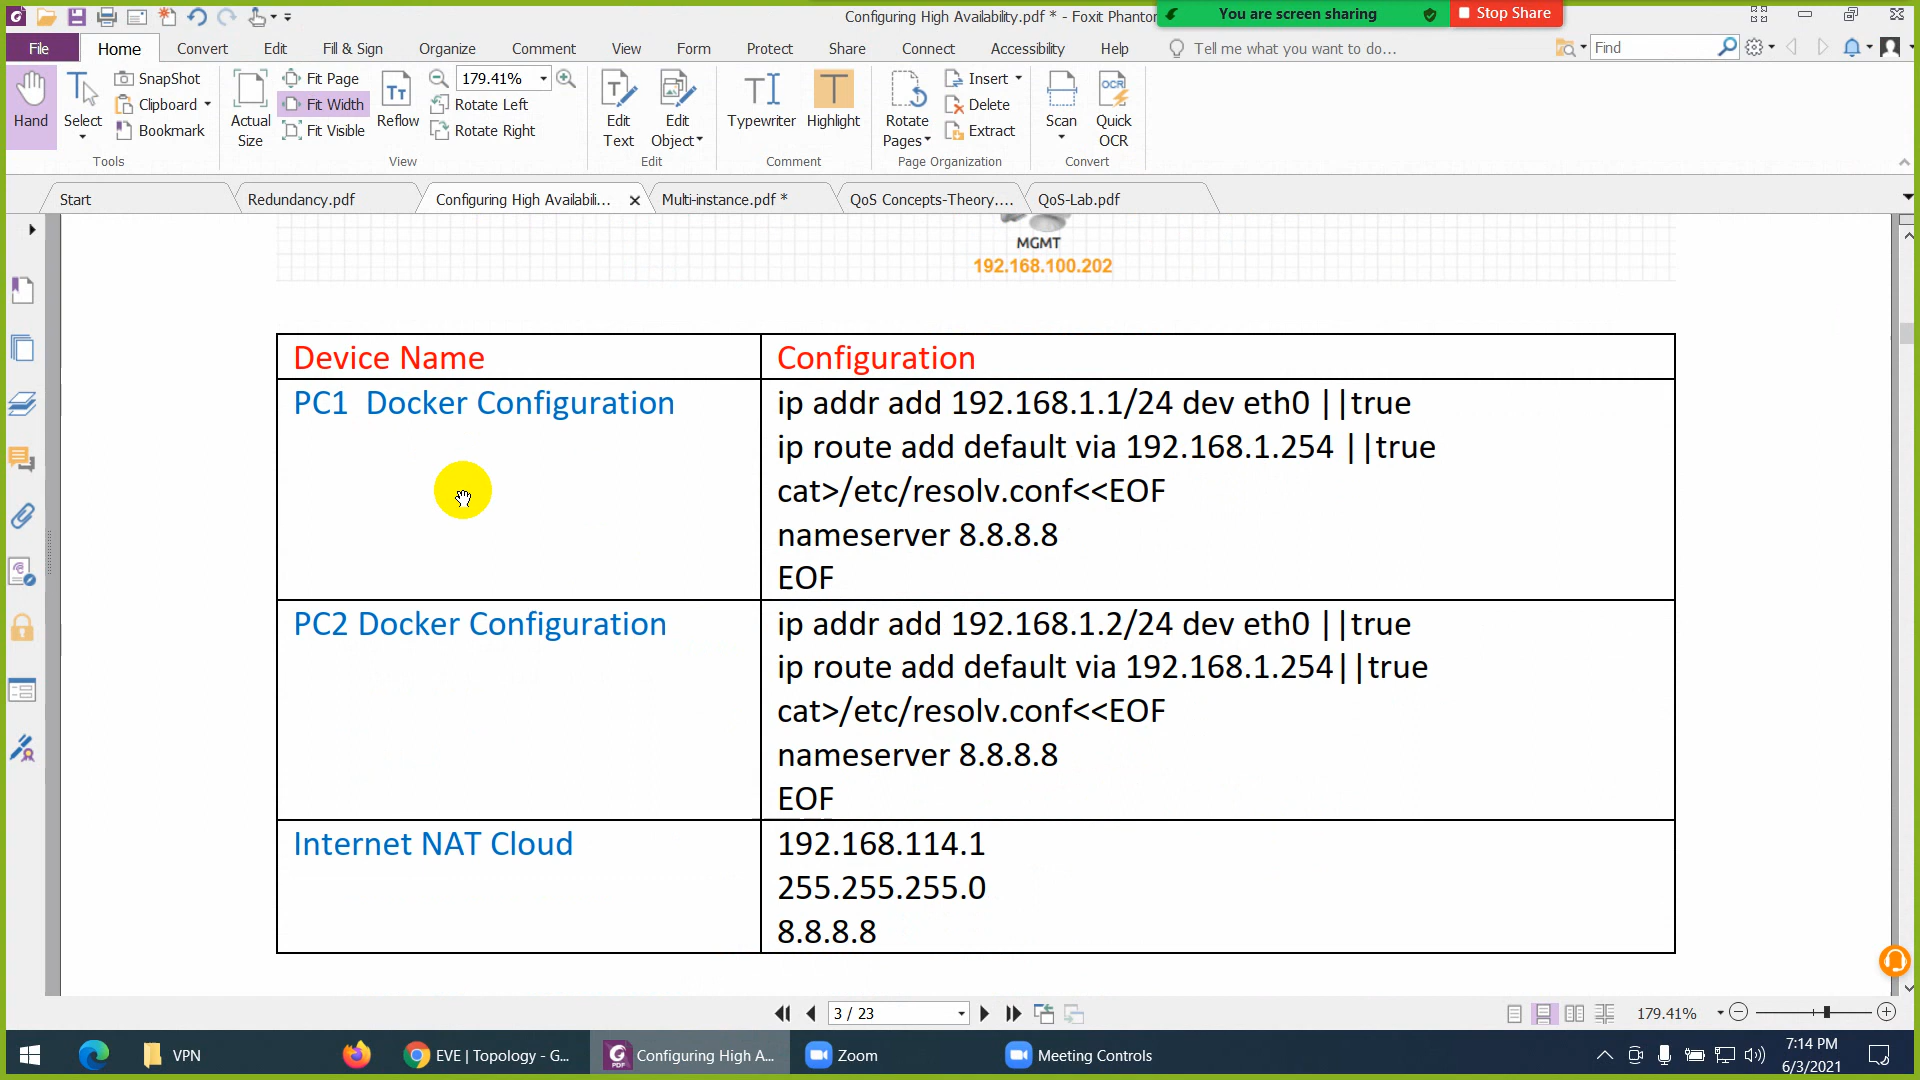 Configuring High Availability.pdf * - Foxit Phantom
You are screen sharing
Stop Share
File
Home
Convert
Edit
Fill & Sign
Organize
Comment
View
Form
Protect
Share
Connect
Accessibility
Help
Tell me what you want to do...
Find
Hand
Select
SnapShot
Clipboard
Bookmark
Tools
Actual
Size
Fit Page
Fit Width
Fit Visible
Reflow
179.41%
Rotate Left
Rotate Right
View
Edit
Text
Edit
Object
Edit
Typewriter
Highlight
Comment
Rotate
Pages
Insert
Delete
Extract
Page Organization
Scan
Quick
OCR
Convert
Start
Redundancy.pdf
Configuring High Availabili...
Multi-instance.pdf *
QoS Concepts-Theory....
QoS-Lab.pdf
MGMT
192.168.100.202
Device Name
Configuration
PC1  Docker Configuration
ip addr add 192.168.1.1/24 dev eth0 ||true
ip route add default via 192.168.1.254 ||true
cat>/etc/resolv.conf<<EOF
nameserver 8.8.8.8
EOF
PC2 Docker Configuration
ip addr add 192.168.1.2/24 dev eth0 ||true
ip route add default via 192.168.1.254||true
cat>/etc/resolv.conf<<EOF
nameserver 8.8.8.8
EOF
Internet NAT Cloud
192.168.114.1
255.255.255.0
8.8.8.8
3 / 23
179.41%
VPN
EVE | Topology - G...
Configuring High A...
Zoom
Meeting Controls
7:14 PM
6/3/2021